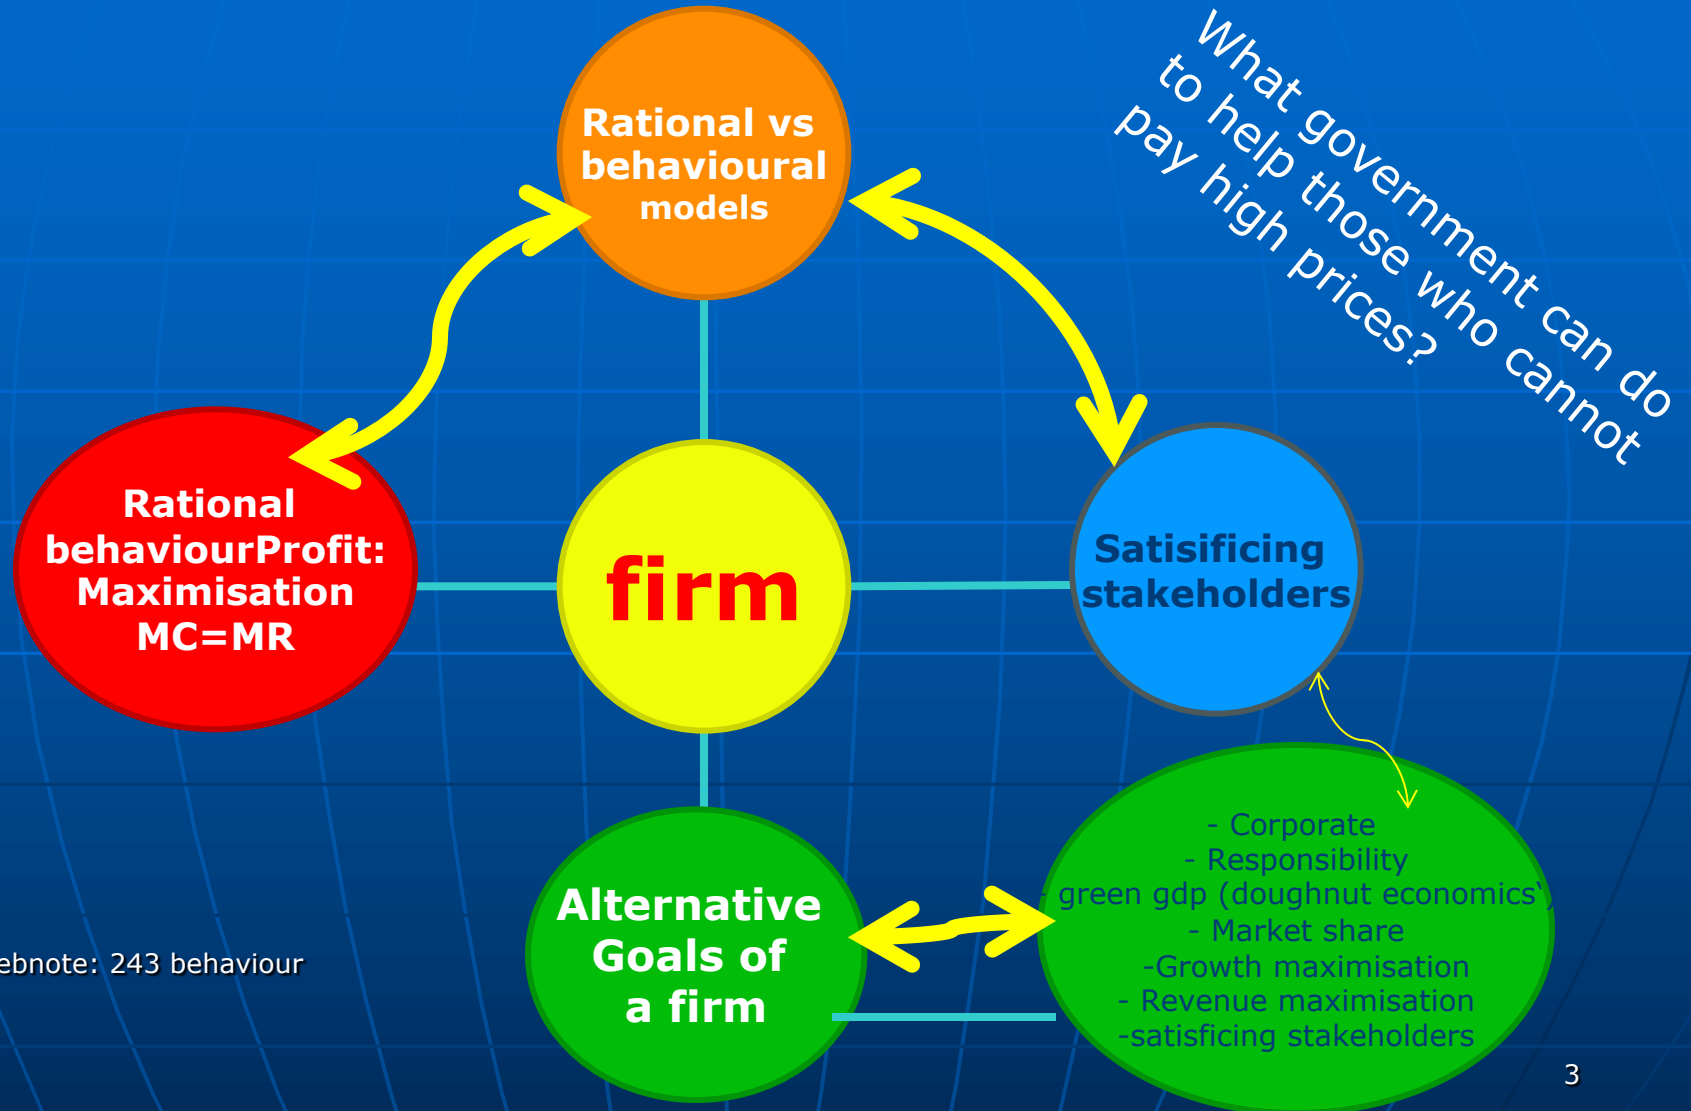 Rational vs
behavioural
models
What government can do
to help those who cannot
pay high prices?
Rational
behaviourProfit:
Maximisation
MC=MR
firm
Satisificing
stakeholders
Alternative
Goals of
a firm
- Corporate
- Responsibility
- green gdp (doughnut economics)
- Market share
-Growth maximisation
- Revenue maximisation
-satisficing stakeholders
ebnote: 243 behaviour
3